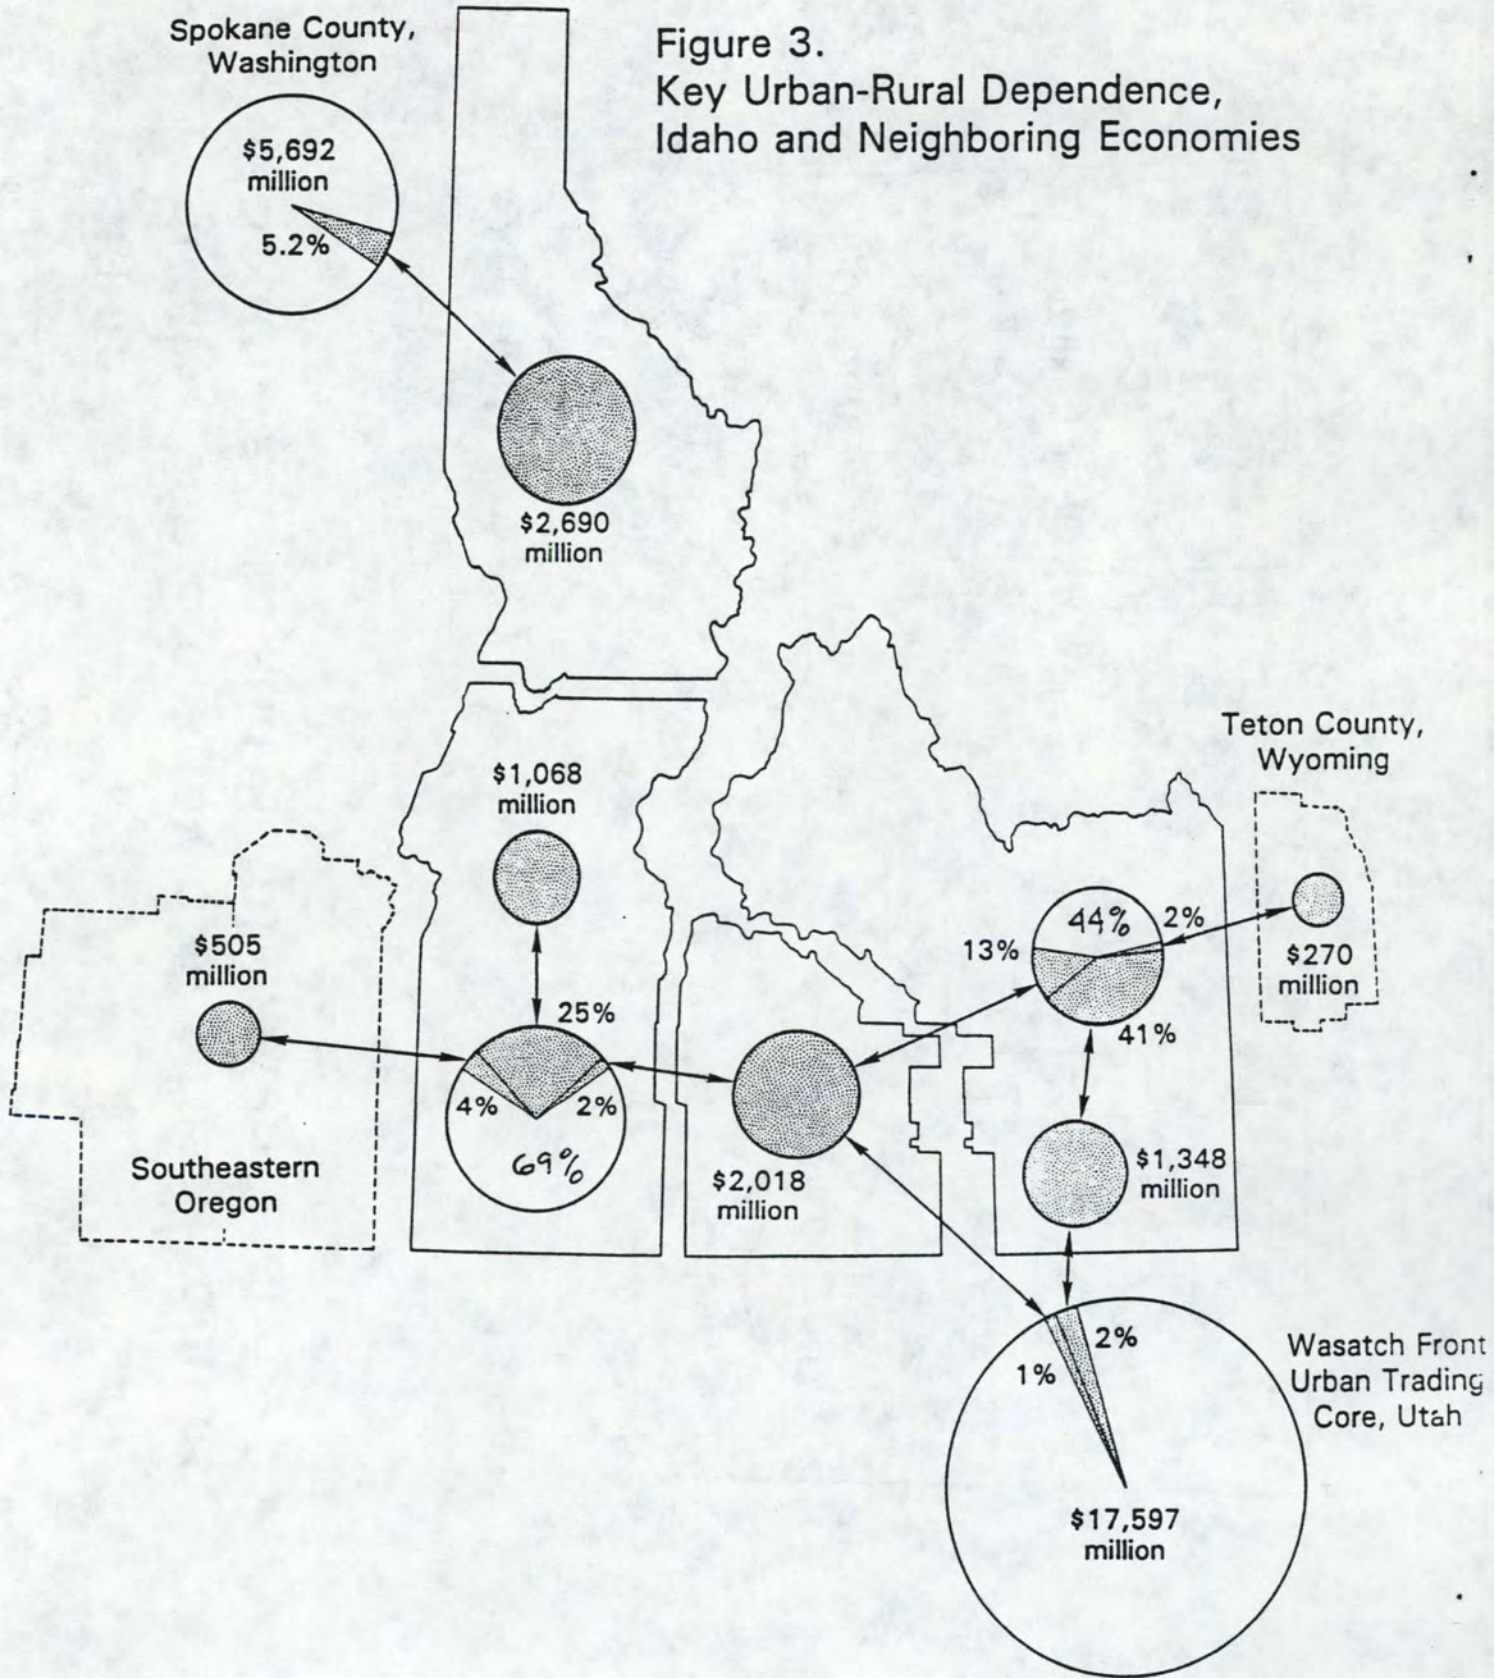 Spokane County,
Washington
Figure 3.
Key Urban-Rural Dependence,
Idaho and Neighboring Economies
$5,692
million
5.2%
$2,690
million
Teton County,
Wyoming
$1,068
million
$505
million
44%
2%
13%
$270
million
25%
41%
4%
2%
69%
Southeastern
Oregon
$2,018
million
$1,348
million
2%
1%
Wasatch Front
Urban Trading
Core, Utah
$17,597
million